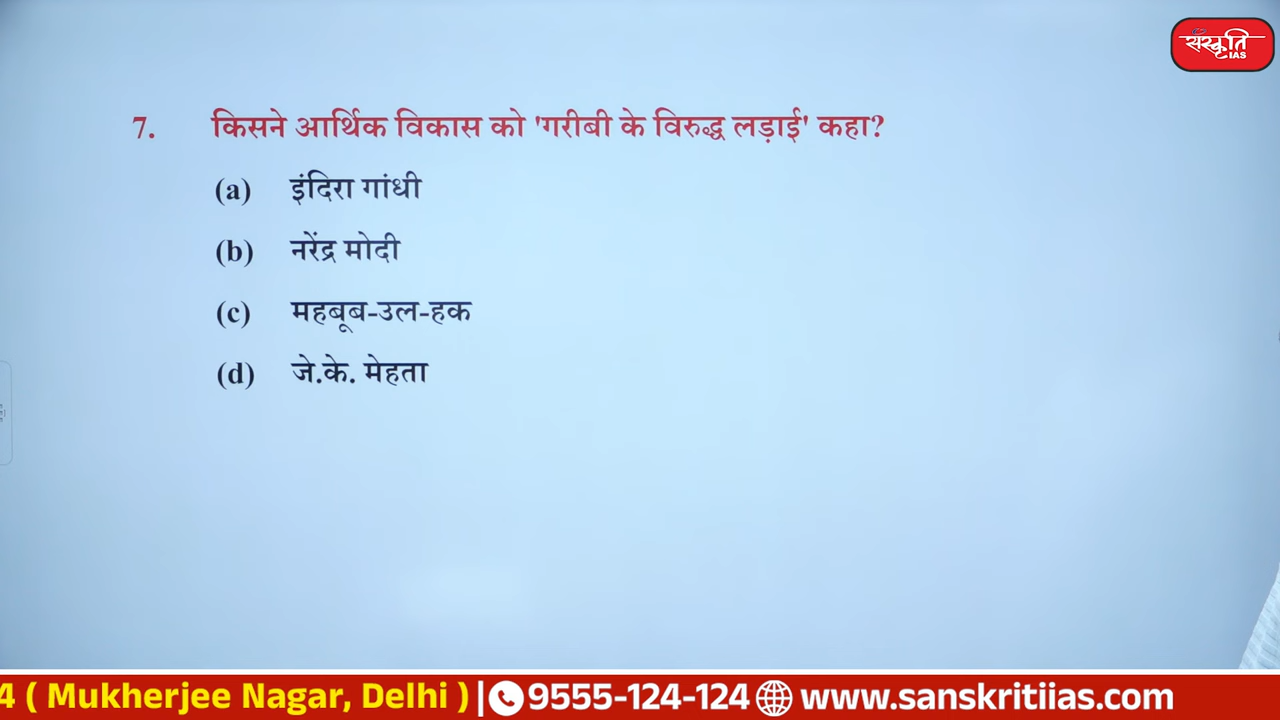 संस्कृति
IAS
7. किसने आर्थिक विकास को 'गरीबी के विरुद्ध लड़ाई' कहा?
(a) इंदिरा गांधी
(b) नरेंद्र मोदी
(c) महबूब-उल-हक
(d) जे.के. मेहता
4 ( Mukherjee Nagar, Delhi ) | 9555-124-124 www.sanskritiias.com